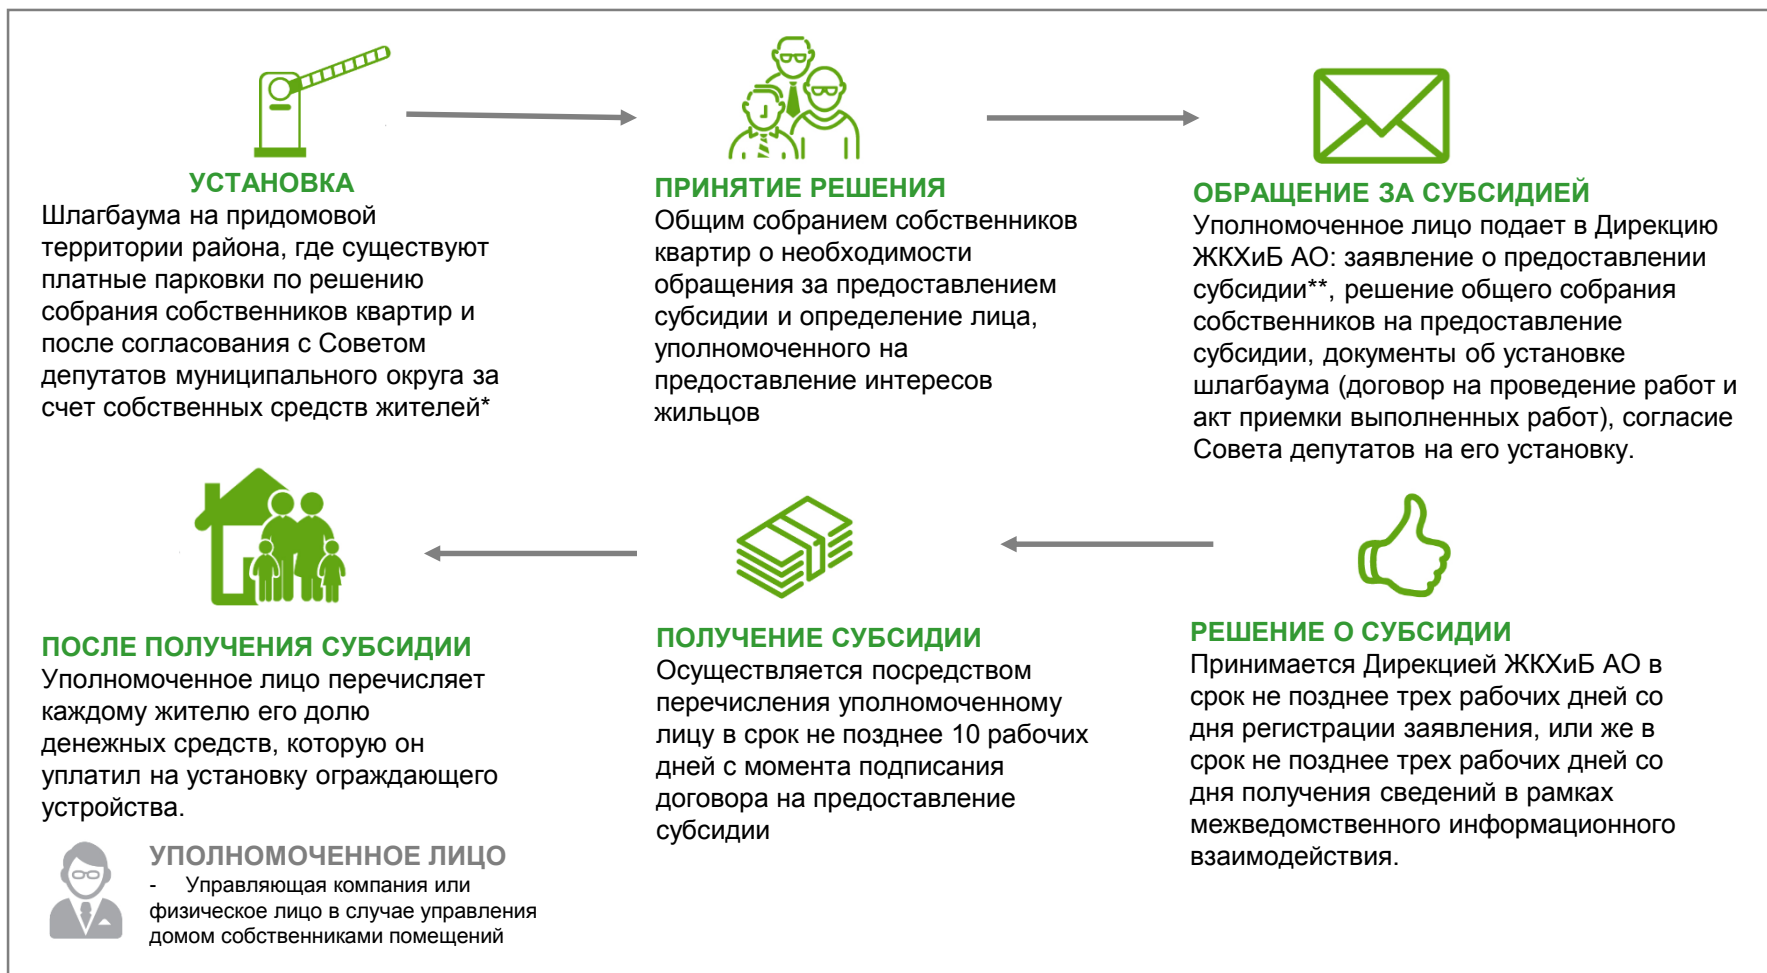 УСТАНОВКА
Шлагбаума на придомовой
территории района, где существуют
платные парковки по решению
собрания собственников квартир и
после согласования с Советом
депутатов муниципального округа за
счет собственных средств жителей*
ПРИНЯТИЕ РЕШЕНИЯ
Общим собранием собственников
квартир о необходимости
обращения за предоставлением
субсидии и определение лица,
уполномоченного на
предоставление интересов
жильцов
ОБРАЩЕНИЕ ЗА СУБСИДИЕЙ
Уполномоченное лицо подает в Дирекцию
ЖКХиБ АО: заявление о предоставлении
субсидии**, решение общего собрания
собственников на предоставление
субсидии, документы об установке
шлагбаума (договор на проведение работ и
акт приемки выполненных работ), согласие
Совета депутатов на его установку.
РЕШЕНИЕ О СУБСИДИИ
Принимается Дирекцией ЖКХиБ АО в
срок не позднее трех рабочих дней со
дня регистрации заявления, или же в
срок не позднее трех рабочих дней со
дня получения сведений в рамках
межведомственного информационного
взаимодействия.
ПОЛУЧЕНИЕ СУБСИДИИ
Осуществляется посредством
перечисления уполномоченному
лицу в срок не позднее 10 рабочих
дней с момента подписания
договора на предоставление
субсидии
ПОСЛЕ ПОЛУЧЕНИЯ СУБСИДИИ
Уполномоченное лицо перечисляет
каждому жителю его долю
денежных средств, которую он
уплатил на установку ограждающего
устройства.
УПОЛНОМОЧЕННОЕ ЛИЦО
- Управляющая компания или
физическое лицо в случае управления
домом собственниками помещений